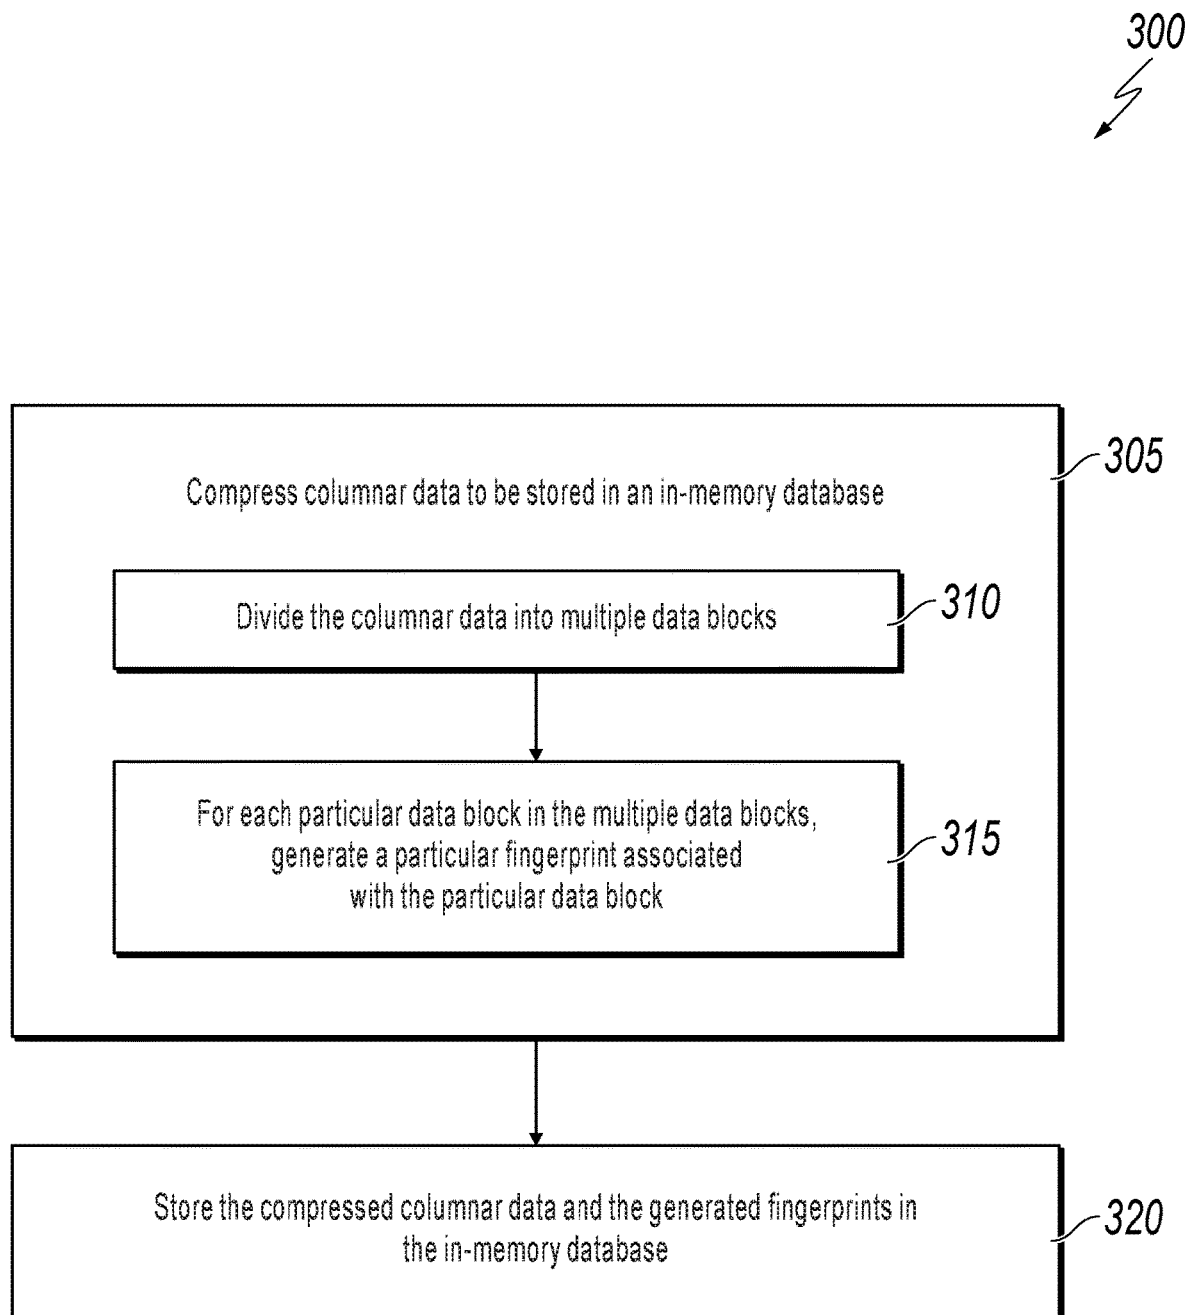 300
Compress columnar data to be stored in an in-memory database
305
Divide the columnar data into multiple data blocks
310
For each particular data block in the multiple data blocks,
generate a particular fingerprint associated
with the particular data block
315
Store the compressed columnar data and the generated fingerprints in
the in-memory database
320